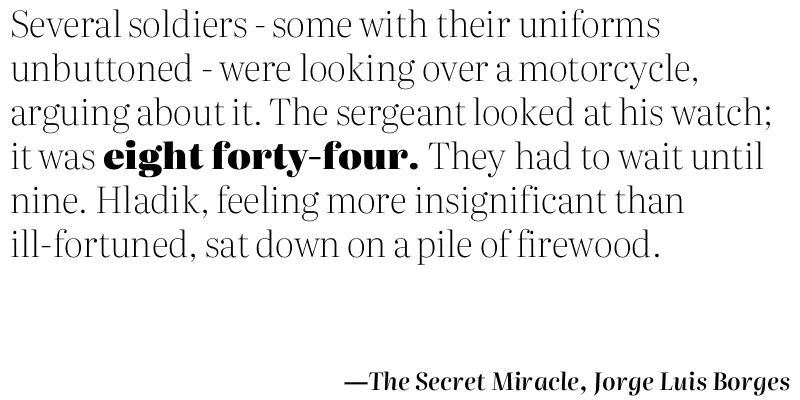 Several soldiers - some with their uniforms
unbuttoned - were looking over a motorcycle,
arguing about it. The sergeant looked at his watch;
it was eight forty-four. They had to wait until
nine. Hladik, feeling more insignificant than
ill-fortuned, sat down on a pile of firewood.
—The Secret Miracle, Jorge Luis Borges